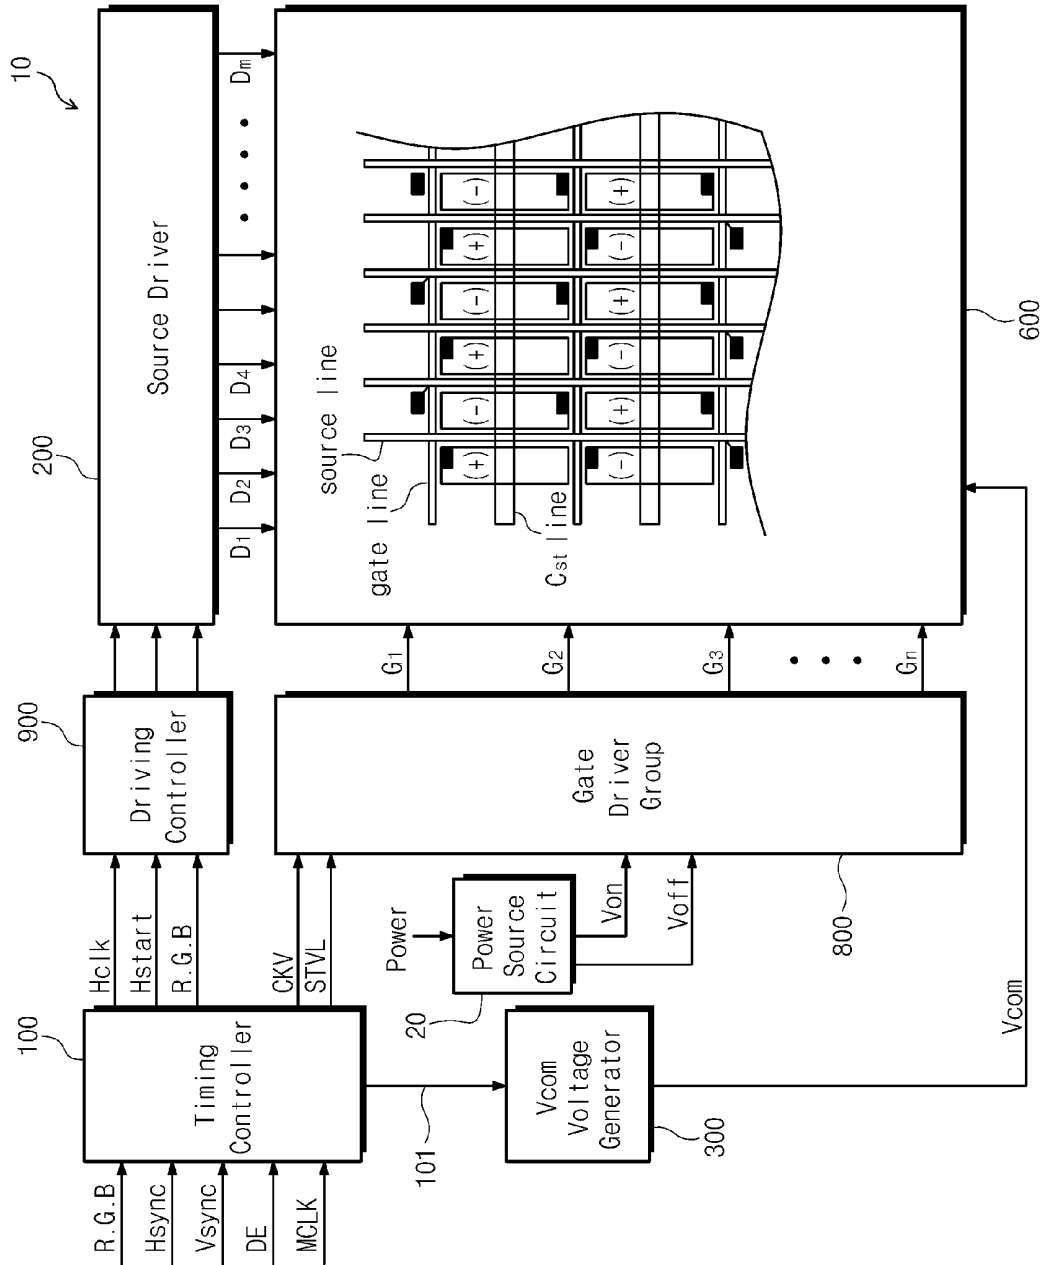 10
200
Source Driver
D1
D2
D3
D4
Dm
600
source line
gate line
Cst line
(+)
(-)
(+)
(-)
(+)
(-)
(-)
(+)
(-)
(+)
(-)
(+)
900
Driving
Controller
G1
G2
G3
Gn
Gate
Driver
Group
800
Hclk
Hstart
R.G.B
CKV
STVL
Power
Power
Source
Circuit
20
Von
Voff
100
Timing
Controller
101
Vcom
Voltage
Generator
300
Vcom
R.G.B
Hsync
Vsync
DE
MCLK